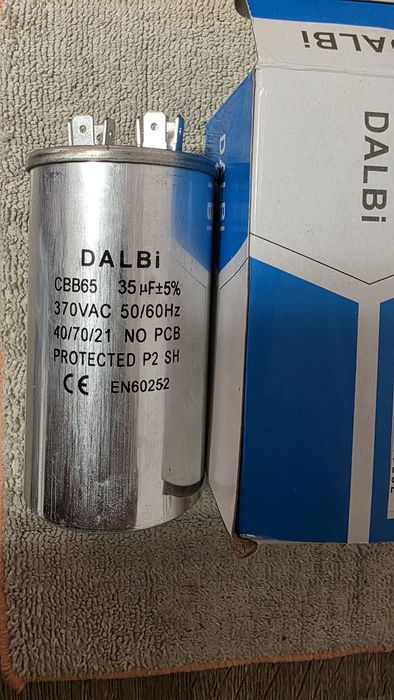 DALBi
CBB65 35 µF±5%
370VAC 50/60Hz
40/70/21 NO PCB
PROTECTED P2 SH
CE EN60252
DALBi
DALBi
DALBi